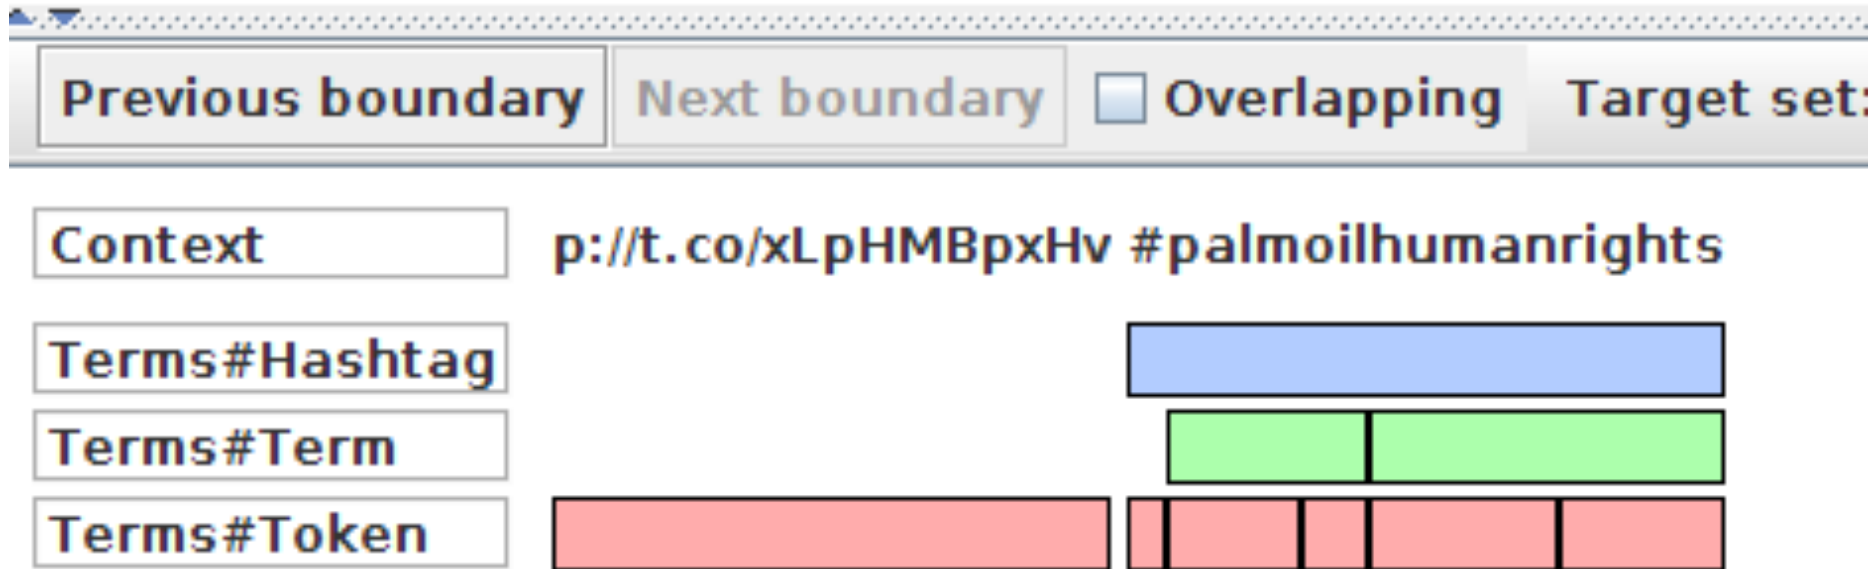 Previous boundary Next boundary Overlapping Target set:
Context p://t.co/xLpHMBpxHv #palmoilhumanrights
Terms#Hashtag
Terms#Term
Terms#Token